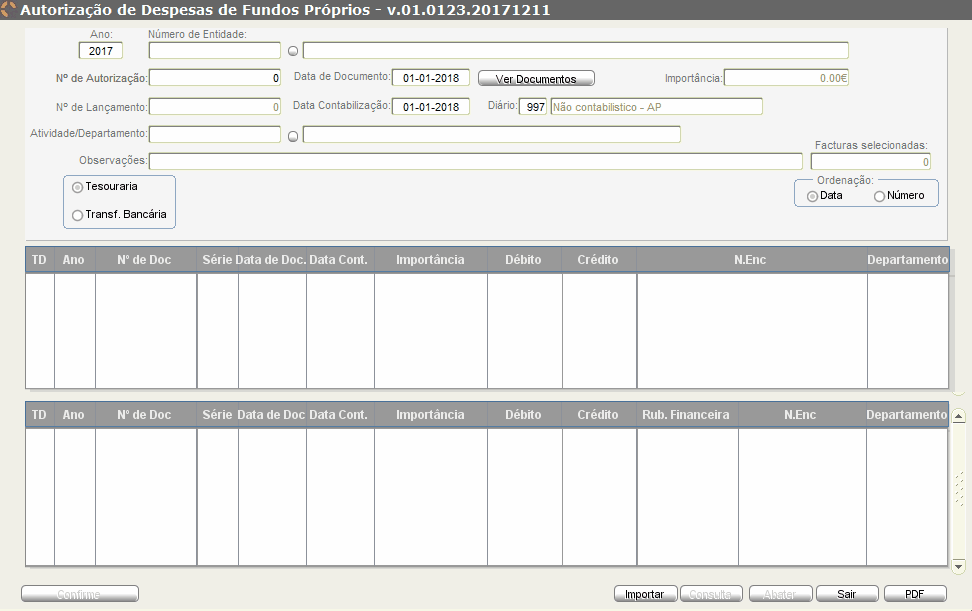 Autorização de Despesas de Fundos Próprios - v.01.0123.20171211
Ano: Número de Entidade:
2017
Nº de Autorização: 0 Data de Documento: 01-01-2018 Ver Documentos Importância: 0.00€
Nº de Lançamento: 0 Data Contabilização: 01-01-2018 Diário: 997 Não contabilistico - AP
Atividade/Departamento:
Facturas selecionadas:
Observações: 0
Tesouraria
Transf. Bancária
Ordenação:
Data Número
TD Ano Nº de Doc Série Data de Doc. Data Cont. Importância Débito Crédito N.Enc Departamento
TD Ano Nº de Doc Série Data de Doc Data Cont. Importância Débito Crédito Rub. Financeira N.Enc Departamento
Confirme Importar Consulta Abater Sair PDF